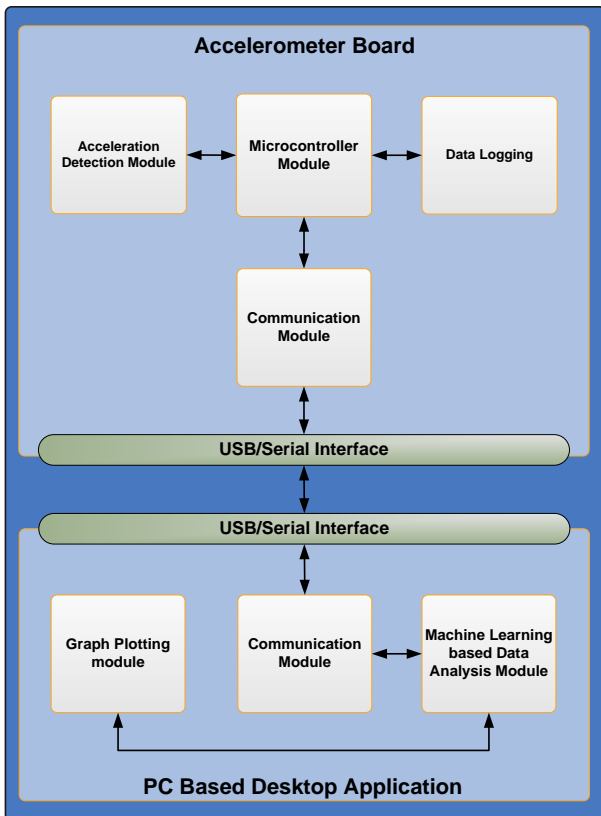 Accelerometer Board
Acceleration
Detection Module
Microcontroller
Module
Data Logging
Communication
Module
USB/Serial Interface
USB/Serial Interface
Graph Plotting
module
Communication
Module
Machine Learning
based Data
Analysis Module
PC Based Desktop Application